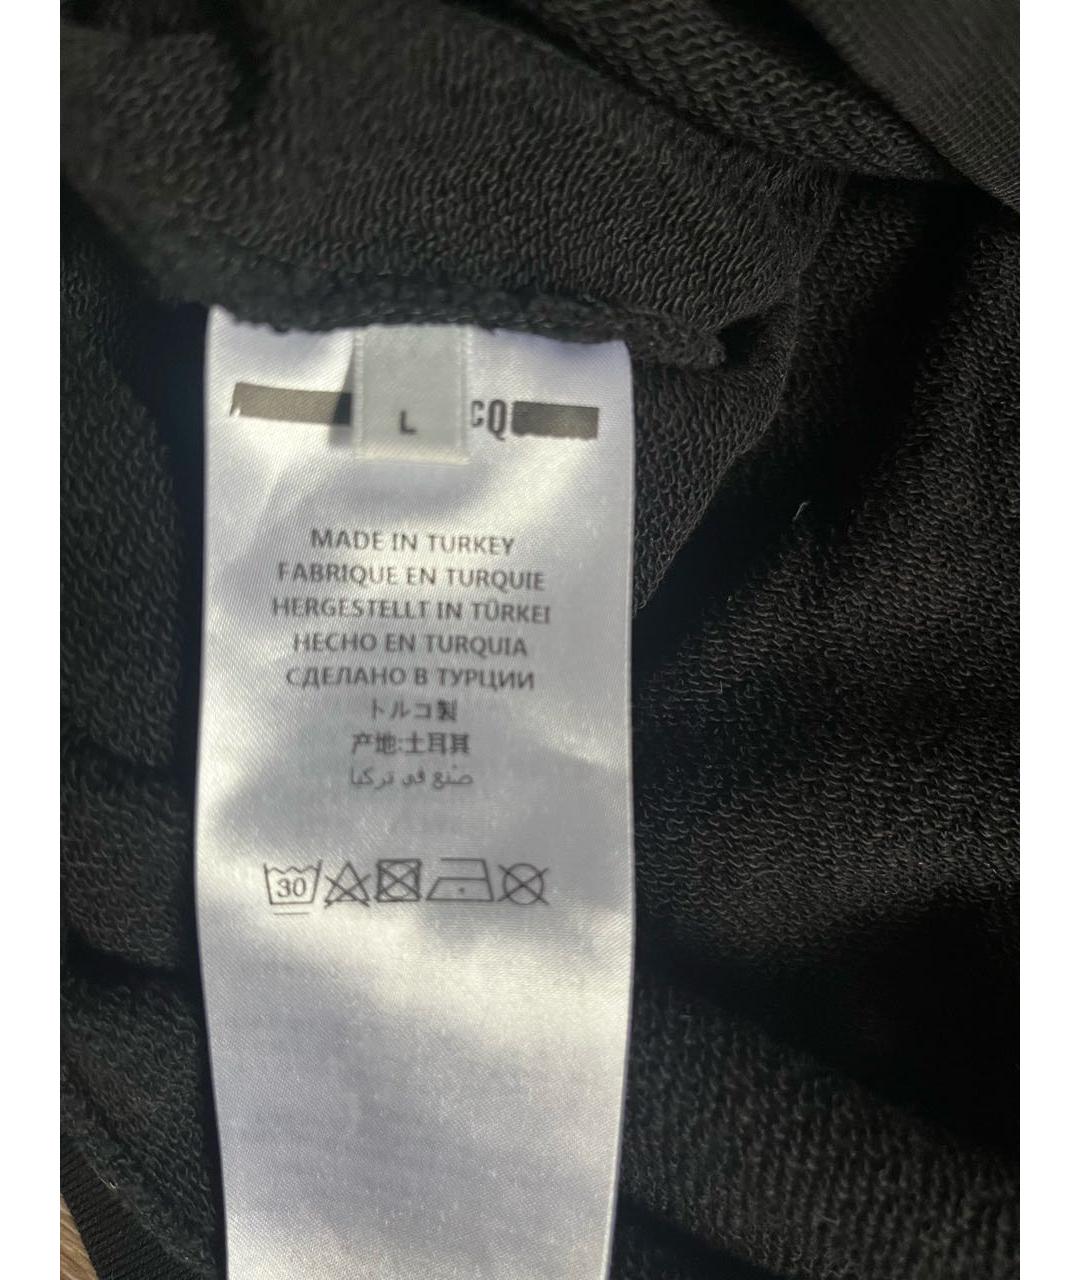 L CQ
MADE IN TURKEY
FABRIQUE EN TURQUIE
HERGESTELLT IN TÜRKEI
HECHO EN TURQUIA
СДЕЛАНО В ТУРЦИИ
トルコ製
产地:土耳其
صنع في تركيا
30